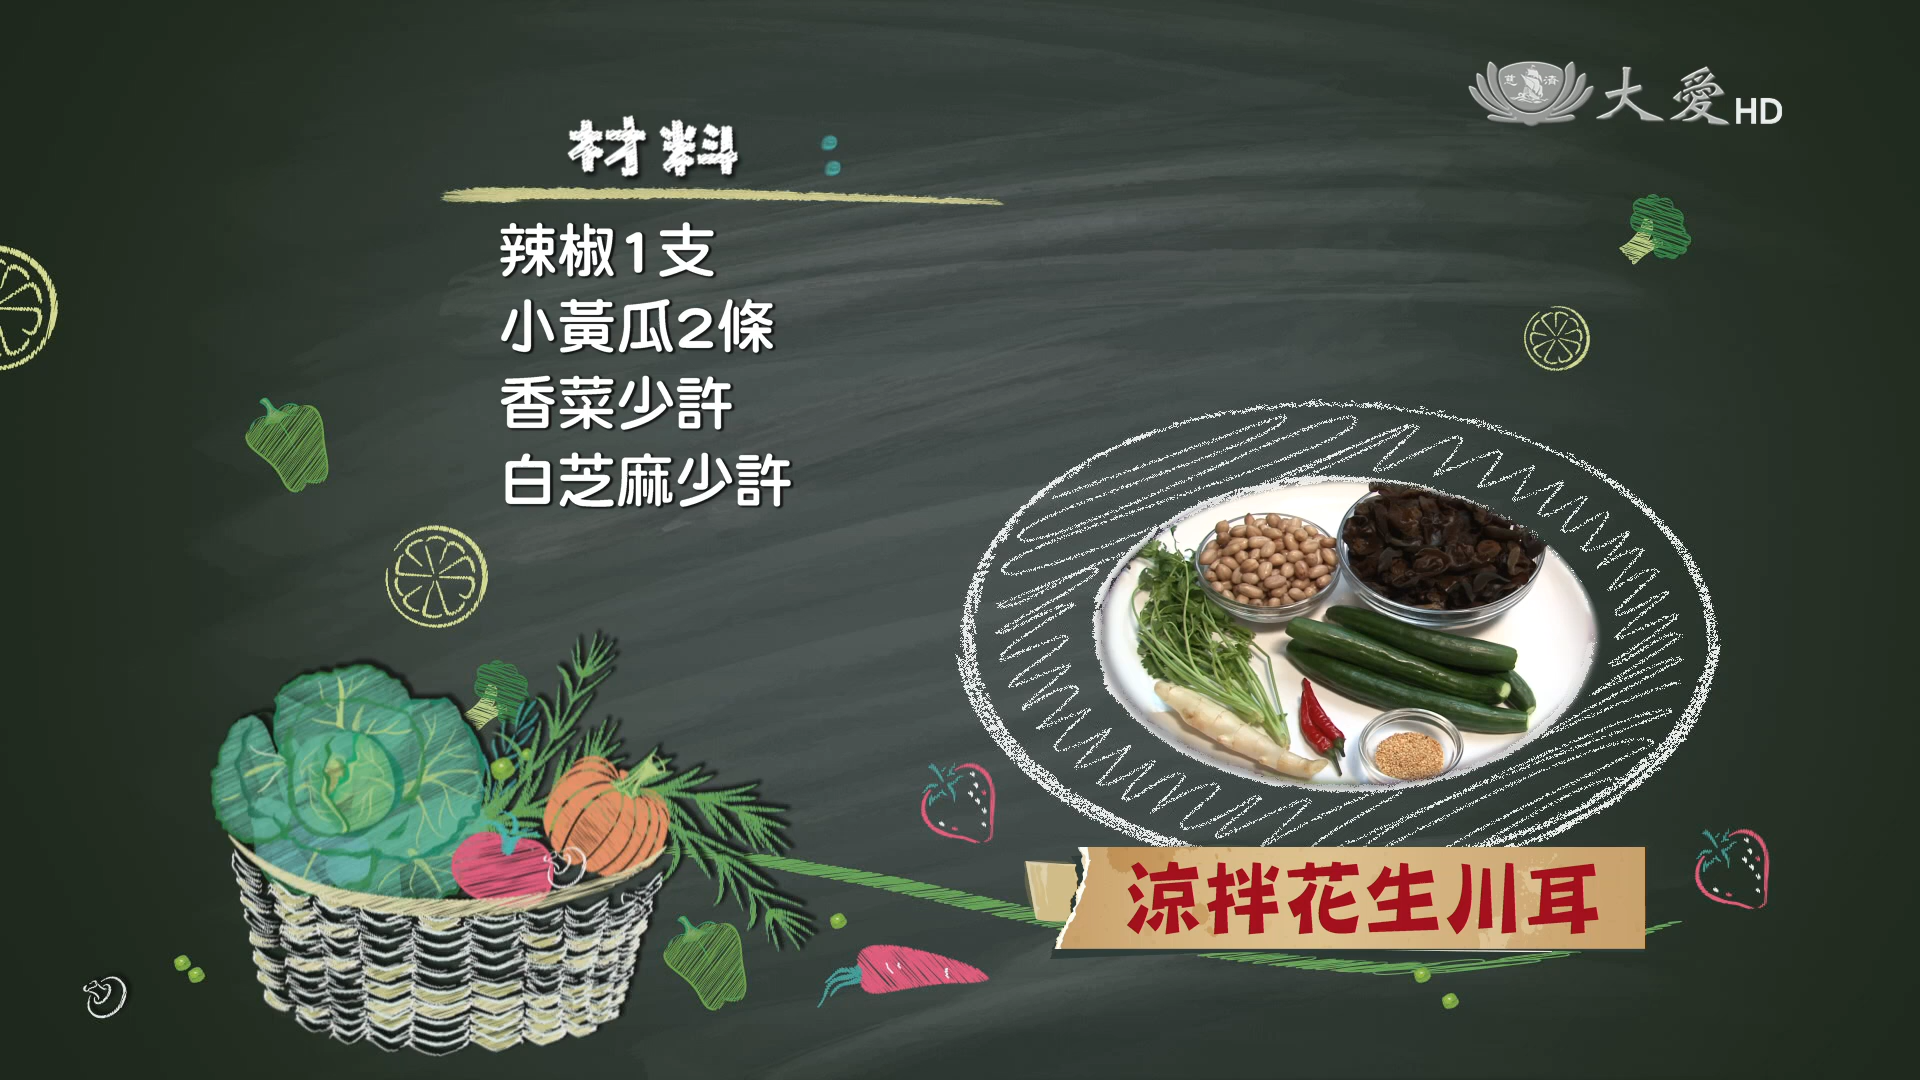 大愛HD
材料：
辣椒1支
小黃瓜2條
香菜少許
白芝麻少許
涼拌花生川耳